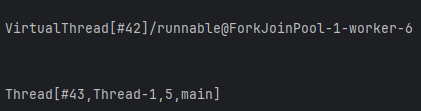 VirtualThread[#42]/runnable@ForkJoinPool-1-worker-6
Thread[#43,Thread-1,5,main]